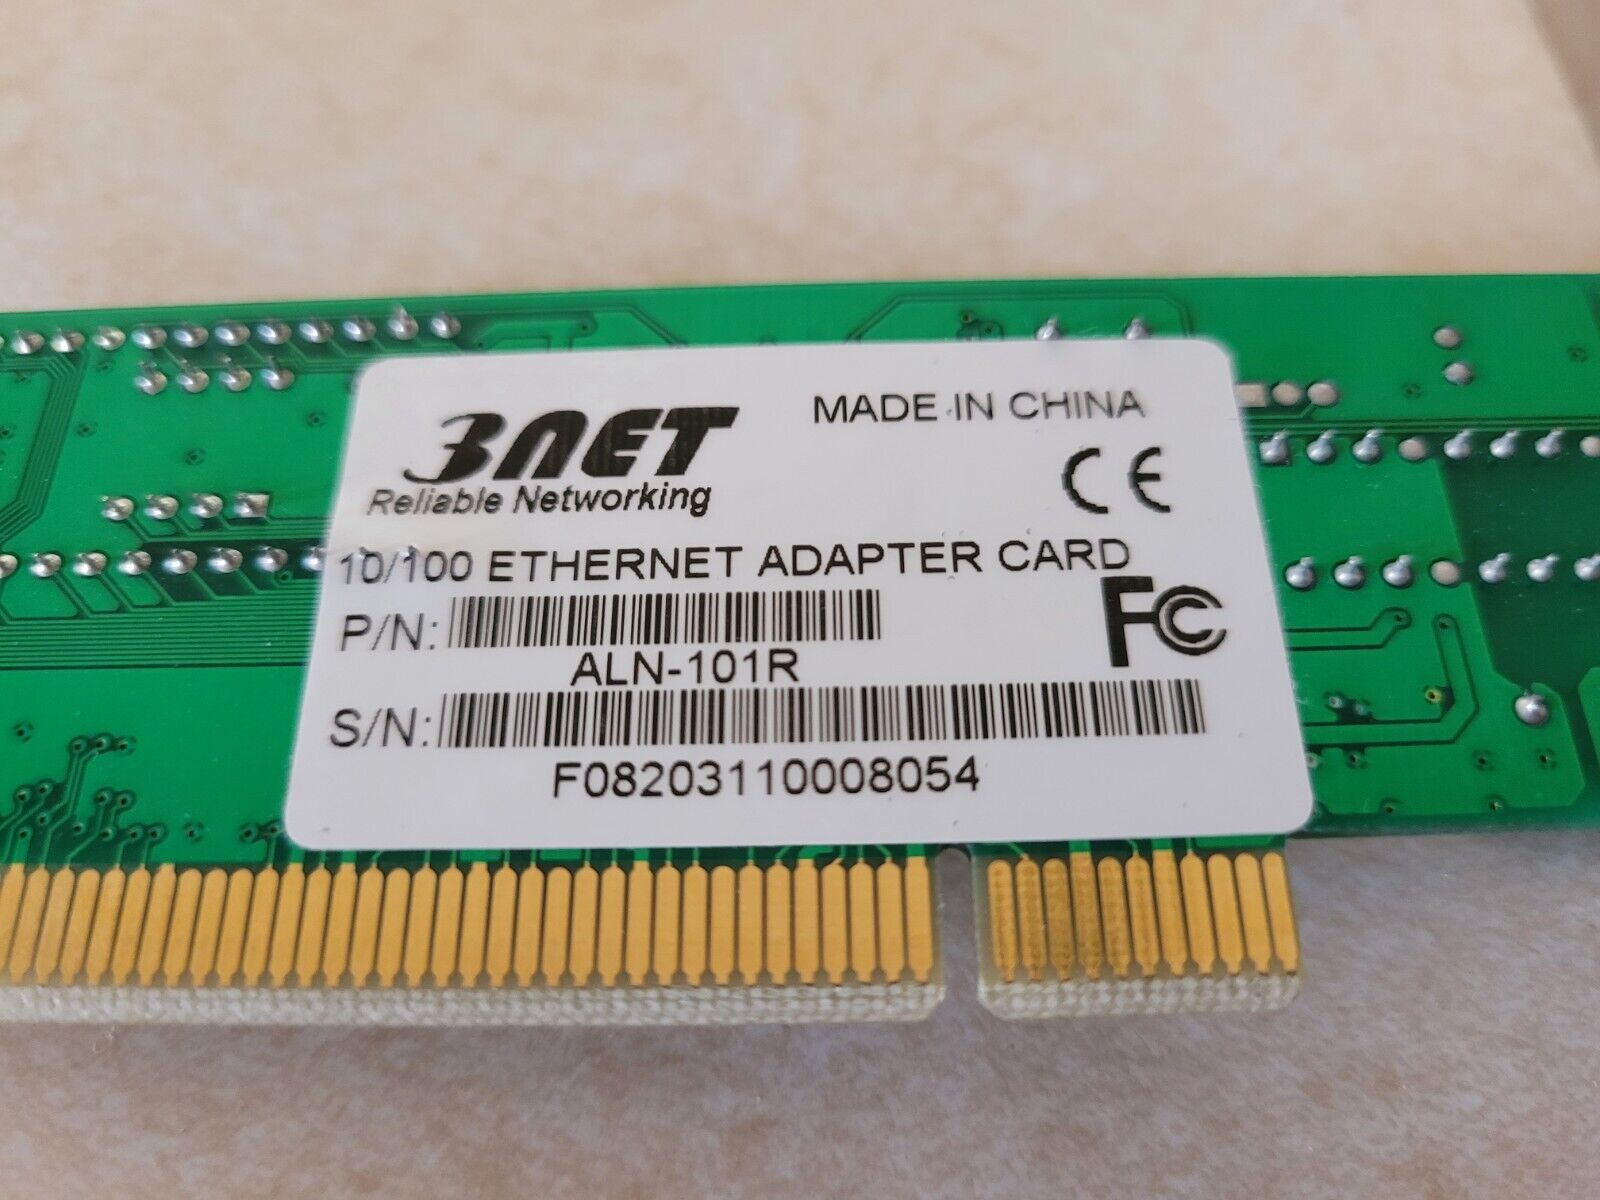 3NET
Reliable Networking
MADE IN CHINA
CE
10/100 ETHERNET ADAPTER CARD
P/N:
ALN-101R
FC
S/N:
F08203110008054